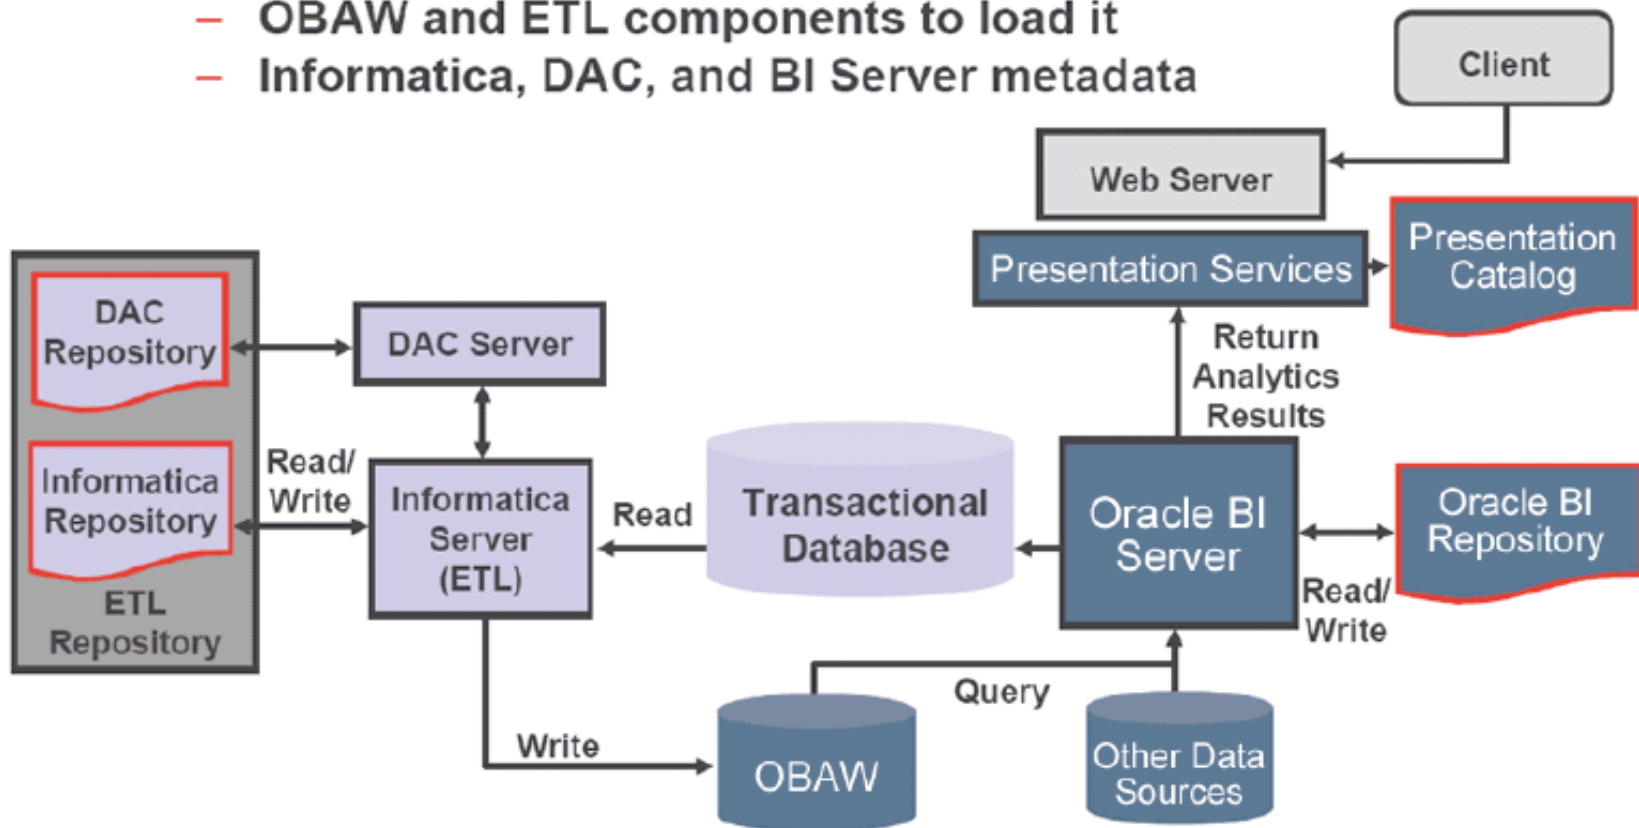 – OBAW and ETL components to load it
– Informatica, DAC, and BI Server metadata
Client
Web Server
Presentation Services
Presentation
Catalog
DAC
Repository
DAC Server
Return
Analytics
Results
Informatica
Repository
ETL
Repository
Read/
Write
Informatica
Server
(ETL)
Read
Transactional
Database
Oracle BI
Server
Oracle BI
Repository
Read/
Write
Query
Write
OBAW
Other Data
Sources